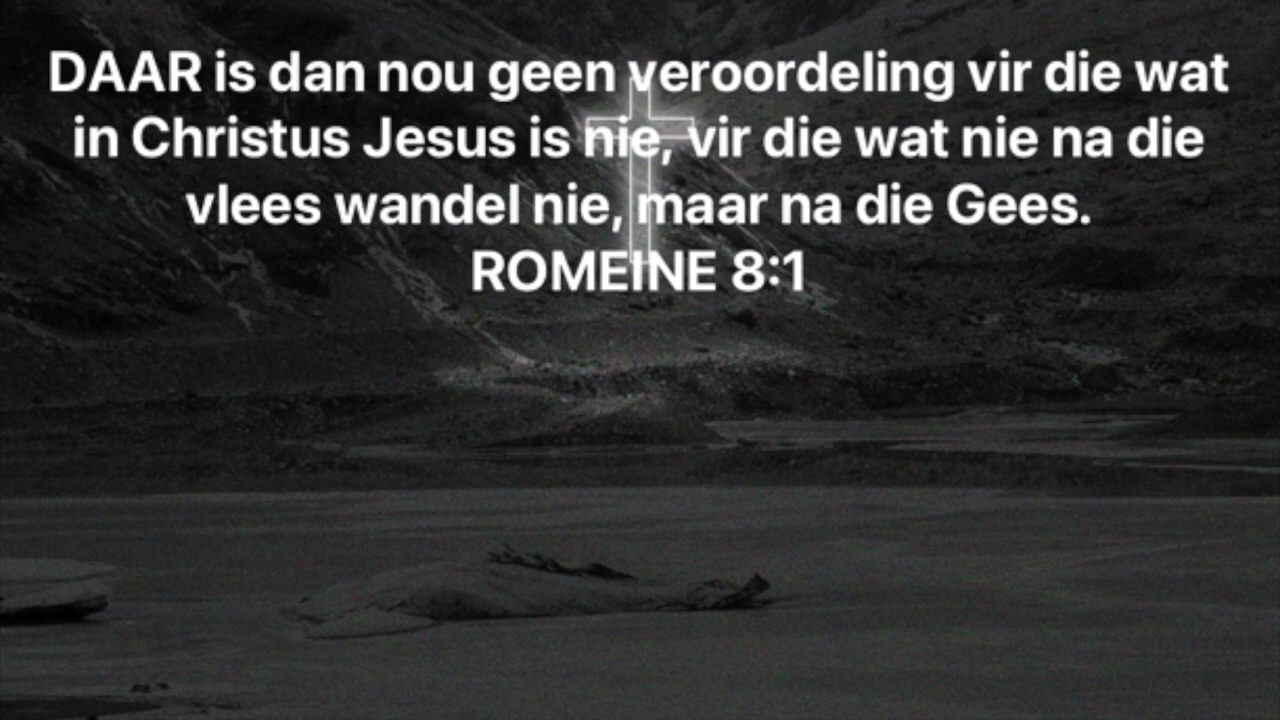 DAAR is dan nou geen veroordeling vir die wat
in Christus Jesus is nie, vir die wat nie na die
vlees wandel nie, maar na die Gees.
ROMEINE 8:1